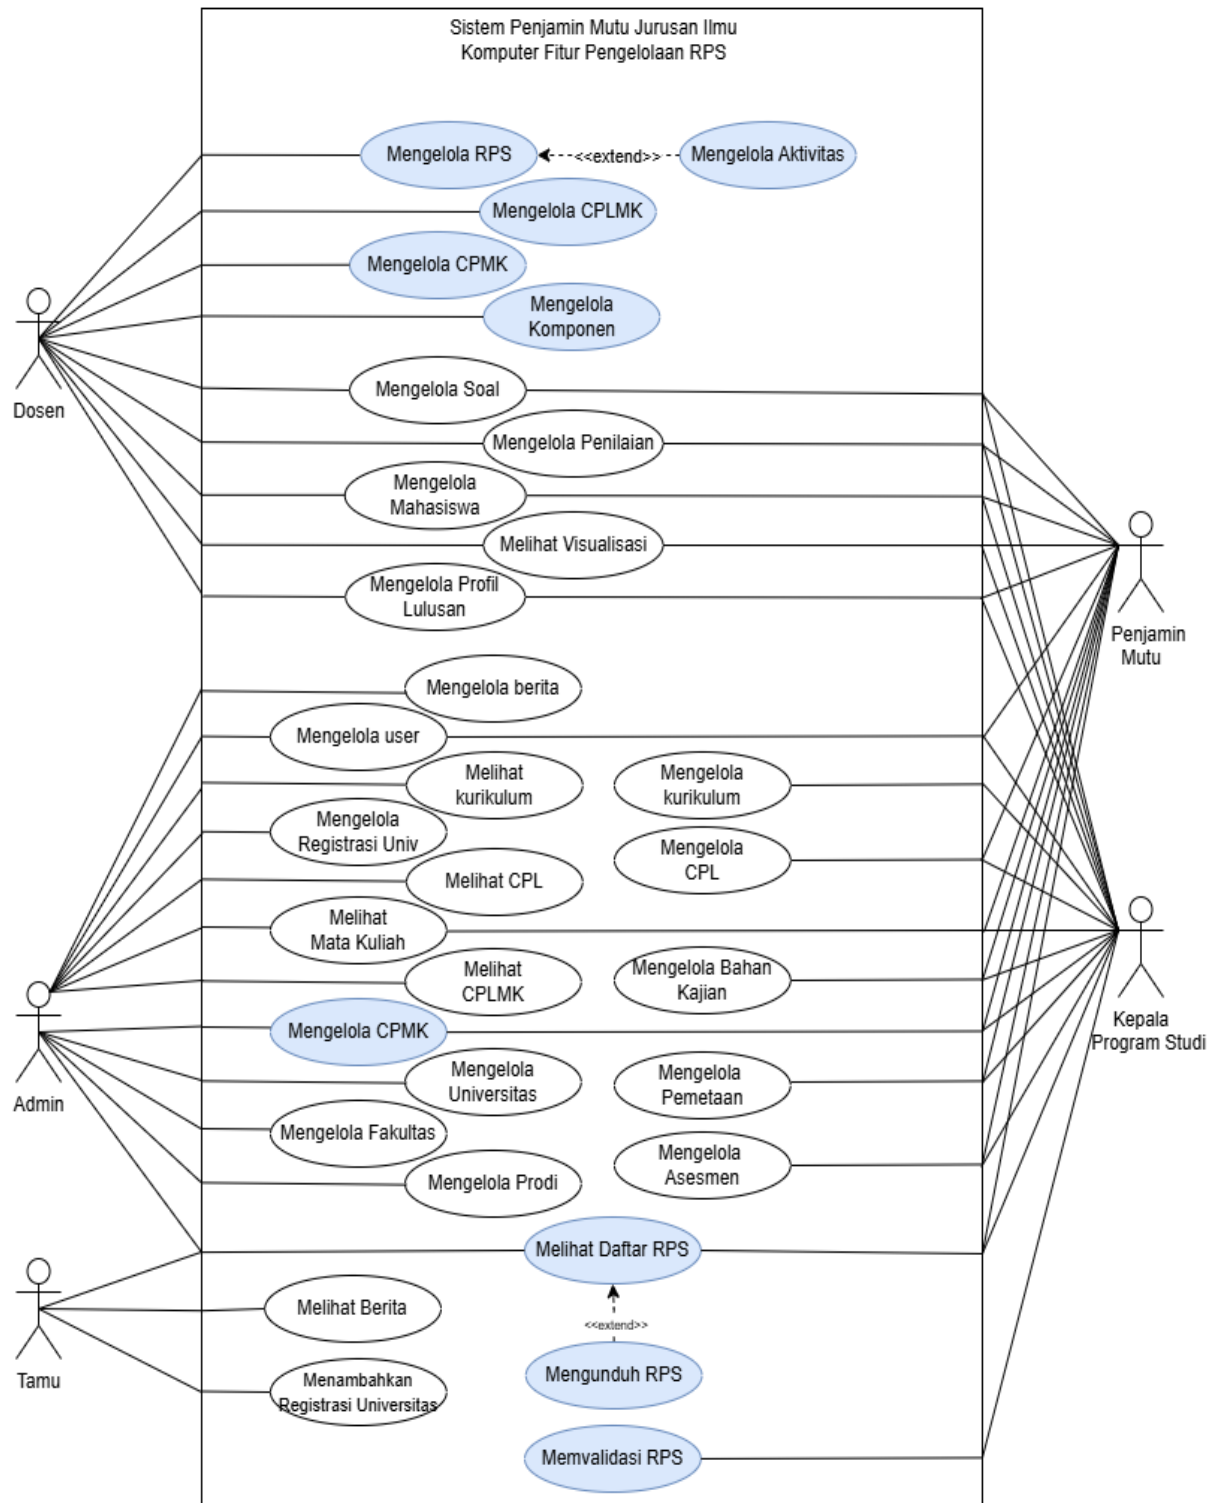 Sistem Penjamin Mutu Jurusan Ilmu
Komputer Fitur Pengelolaan RPS
Mengelola RPS
<<extend>>
Mengelola Aktivitas
Mengelola CPLMK
Mengelola CPMK
Mengelola
Komponen
Dosen
Mengelola Soal
Mengelola Penilaian
Mengelola
Mahasiswa
Melihat Visualisasi
Mengelola Profil
Lulusan
Penjamin
Mutu
Mengelola berita
Mengelola user
Melihat
kurikulum
Mengelola
kurikulum
Mengelola
Registrasi Univ
Mengelola
CPL
Melihat CPL
Melihat
Mata Kuliah
Melihat
CPLMK
Mengelola Bahan
Kajian
Kepala
Program Studi
Mengelola CPMK
Admin
Mengelola
Universitas
Mengelola
Pemetaan
Mengelola Fakultas
Mengelola
Asesmen
Mengelola Prodi
Melihat Daftar RPS
Melihat Berita
<<extend>>
Tamu
Mengunduh RPS
Menambahkan
Registrasi Universitas
Memvalidasi RPS